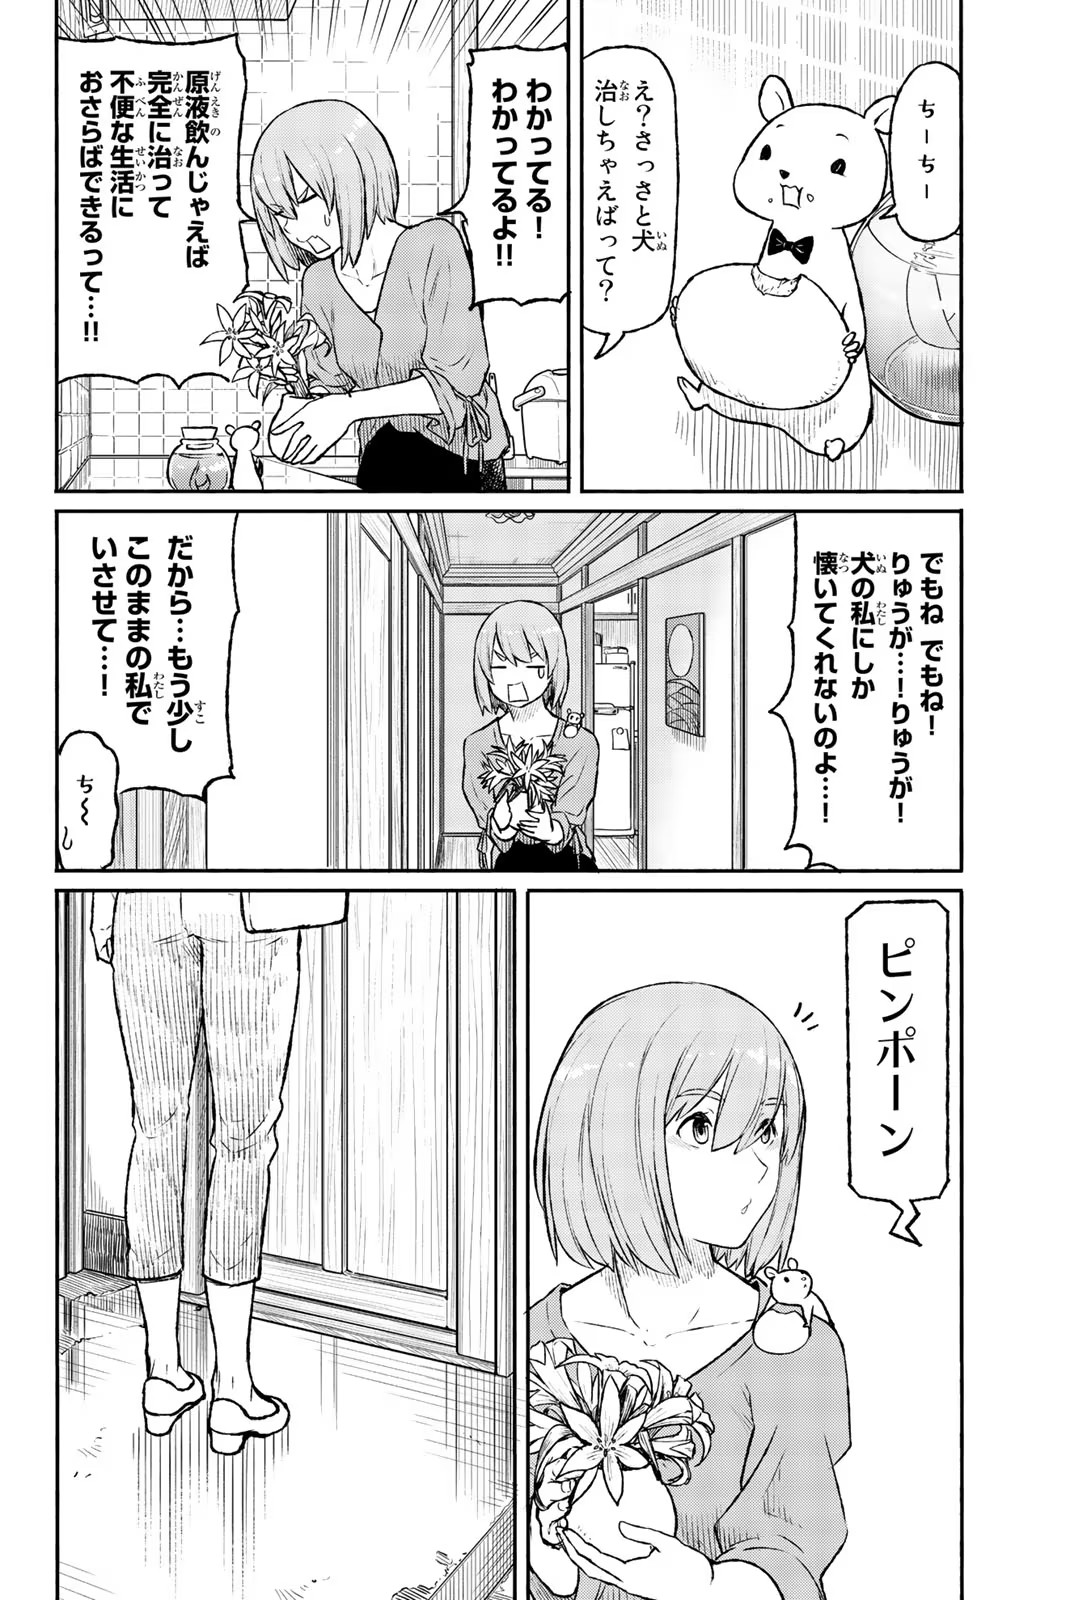 ちーちー
え？さっさと犬
治しちゃえばって？
わかってる！
わかってるよ!!
原液飲んじゃえば
完全に治って
不便な生活に
おさらばできるって…!!
でもね でもね！
りゅうが…！りゅうが！
犬の私にしか
懐いてくれないのよ…！
だから…もう少し
このままの私で
いさせて…！
ち～
ピンポーン